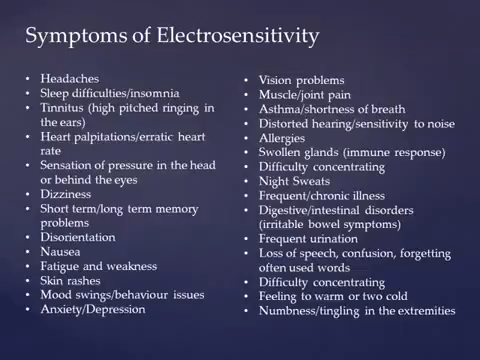 Symptoms of Electrosensitivity
• Headaches
• Sleep difficulties/insomnia
• Tinnitus (high pitched ringing in
the ears)
• Heart palpitations/erratic heart
rate
• Sensation of pressure in the head
or behind the eyes
• Dizziness
• Short term/long term memory
problems
• Disorientation
• Nausea
• Fatigue and weakness
• Skin rashes
• Mood swings/behaviour issues
• Anxiety/Depression
• Vision problems
• Muscle/joint pain
• Asthma/shortness of breath
• Distorted hearing/sensitivity to noise
• Allergies
• Swollen glands (immune response)
• Difficulty concentrating
• Night Sweats
• Frequent/chronic illness
• Digestive/intestinal disorders
(irritable bowel symptoms)
• Frequent urination
• Loss of speech, confusion, forgetting
often used words
• Difficulty concentrating
• Feeling to warm or two cold
• Numbness/tingling in the extremities